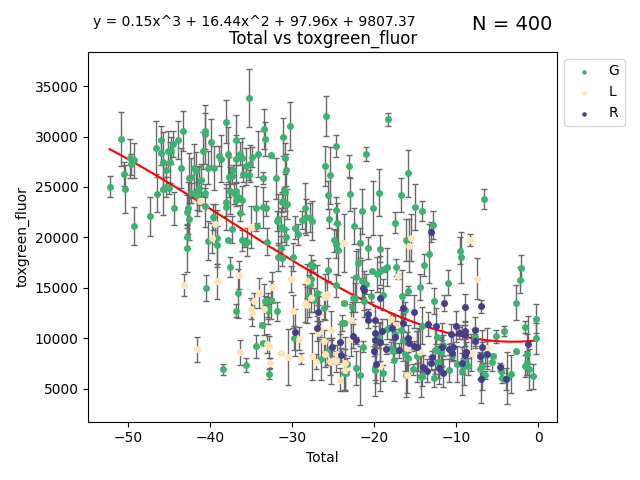 y = 0.15x^3 + 16.44x^2 + 97.96x + 9807.37
N = 400
Total vs toxgreen_fluor
35000
30000
25000
20000
15000
10000
5000
toxgreen_fluor
G
L
R
−50
−40
−30
−20
−10
0
Total